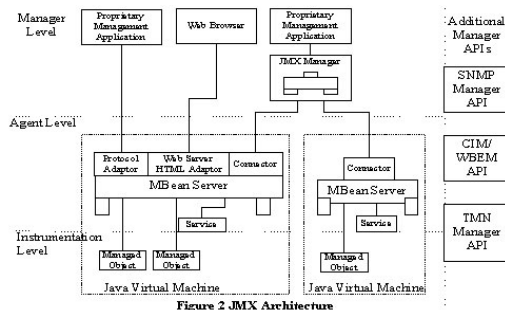 Manager
Level
Proprietary
Management
Application
Web Browser
Proprietary
Management
Application
Additional
Manager
APIs
JMX Manager
SNMP
Manager
API
Agent Level
Protocol
Adaptor
Web Server
HTML Adaptor
Connector
MBean Server
Service
Connector
MBean Server
Service
CIM/
WBEM
API
Instrumentation
Level
Managed
Object
Managed
Object
Managed
Object
TMN
Manager
API
Java Virtual Machine
Java Virtual Machine
Figure 2 JMX Architecture